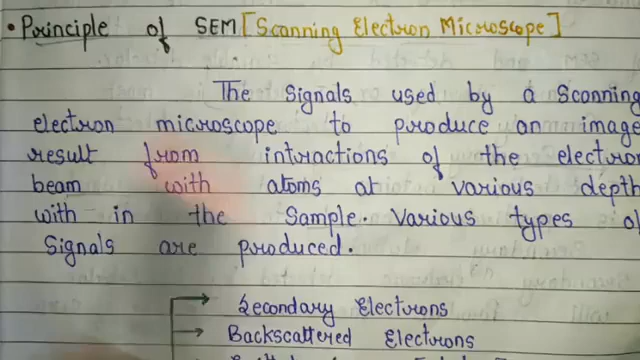 • Principle of SEM [Scanning Electron Microscope]
The Signals used by a Scanning
electron microscope to produce an image
result from intractions of the electron
beam with atoms at various depth
with in the Sample. Various types of
Signals are produced.
Secondary Electrons
Backscattered Electrons